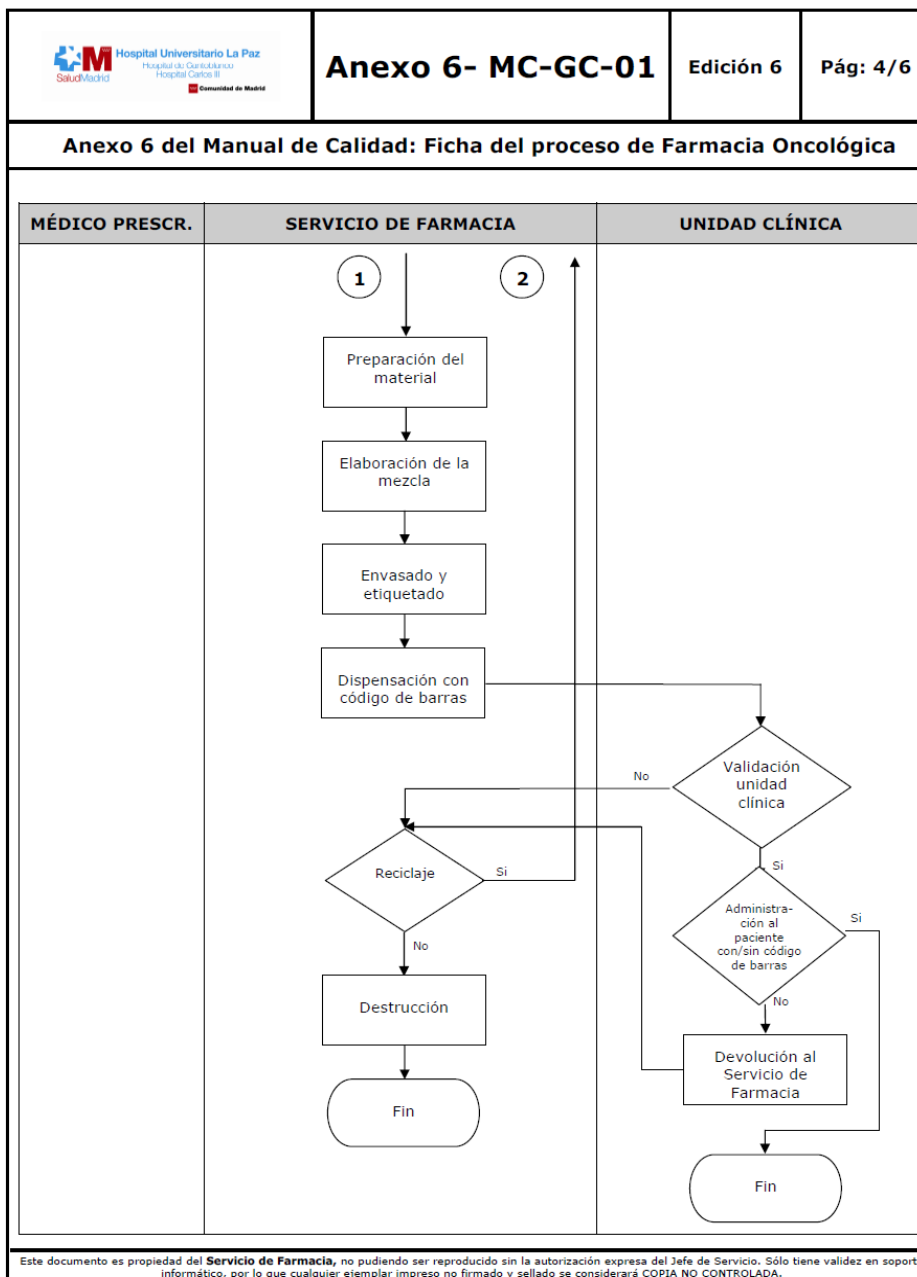 SaludMadrid
Hospital Universitario La Paz
Hospital de Cantoblanco
Hospital Carlos III
Comunidad de Madrid
Anexo 6- MC-GC-01
Edición 6
Pág: 4/6
Anexo 6 del Manual de Calidad: Ficha del proceso de Farmacia Oncológica
MÉDICO PRESCR.
SERVICIO DE FARMACIA
UNIDAD CLÍNICA
1
2
Preparación del
material
Elaboración de la
mezcla
Envasado y
etiquetado
Dispensación con
código de barras
Validación
unidad
clínica
No
Si
Reciclaje
Si
No
Administra-
ción al
paciente
con/sin código
de barras
Si
No
Destrucción
Devolución al
Servicio de
Farmacia
Fin
Fin
Este documento es propiedad del Servicio de Farmacia, no pudiendo ser reproducido sin la autorización expresa del Jefe de Servicio. Sólo tiene validez en soport
informático, por lo que cualquier ejemplar impreso no firmado y sellado se considerará COPIA NO CONTROLADA.